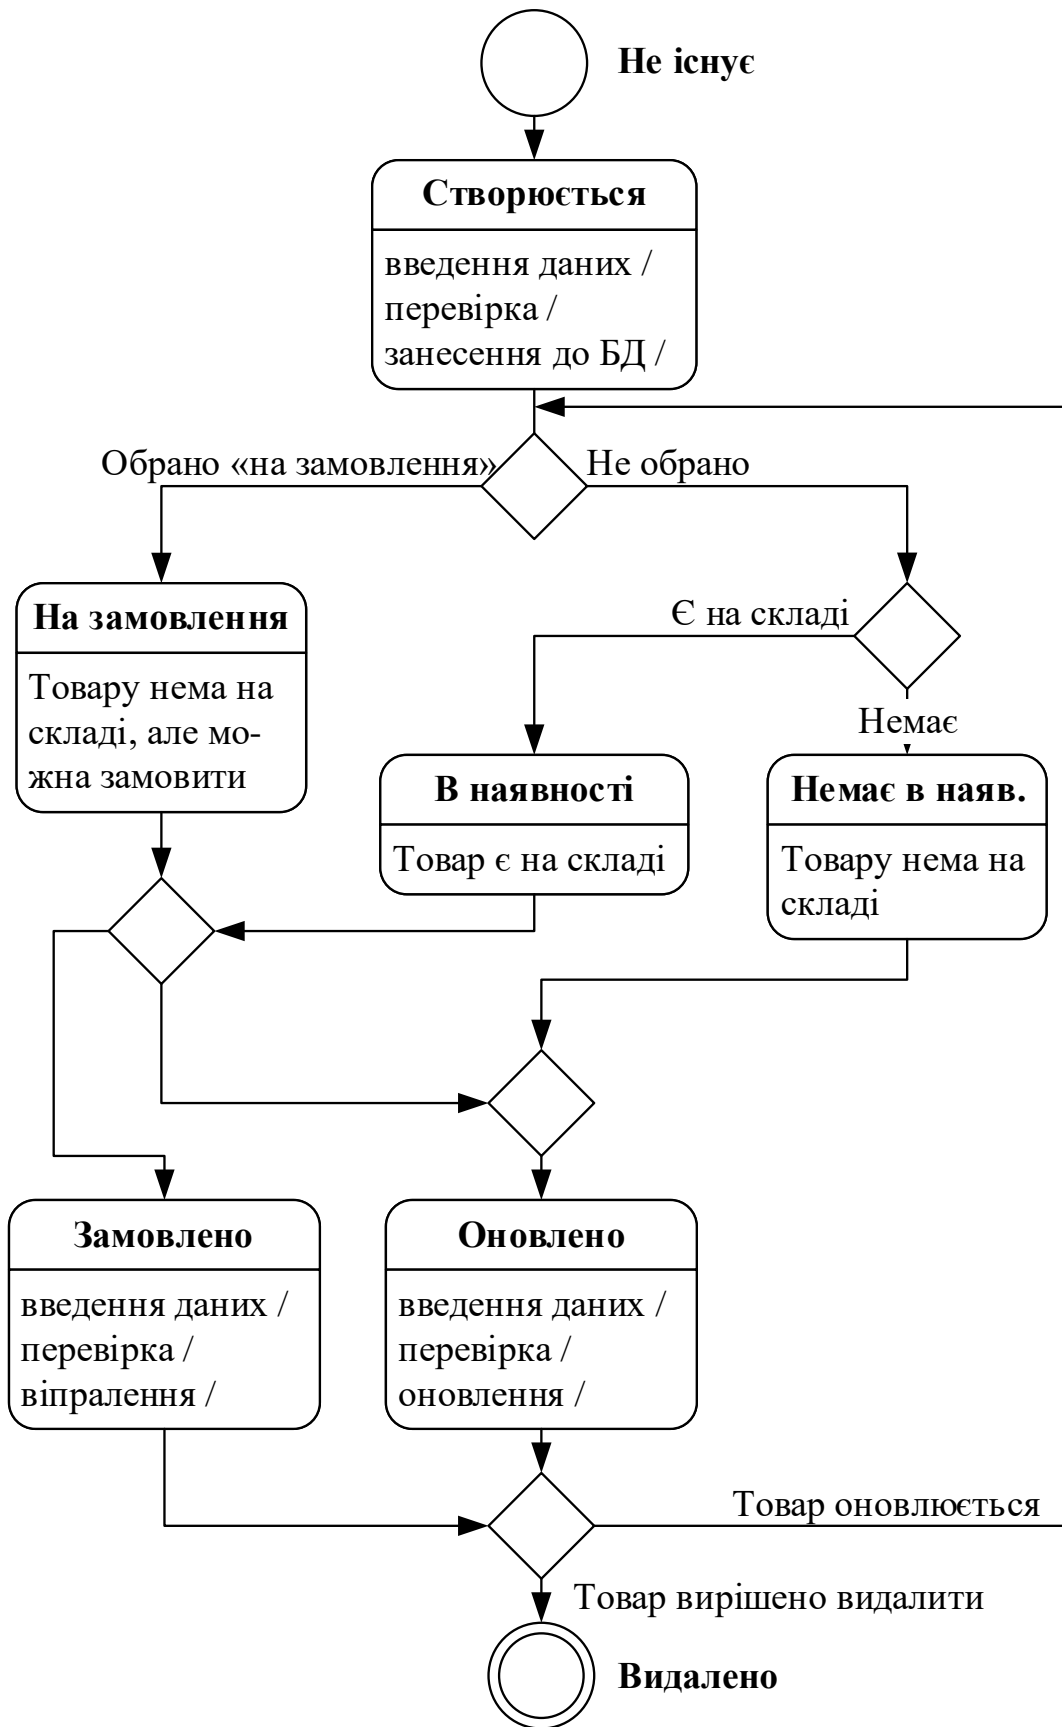 Не існує
Створюється
введення даних /
перевірка /
занесення до БД /
Обрано «на замовлення»
Не обрано
На замовлення
Товару нема на
складі, але мо-
жна замовити
Є на складі
Немає
В наявності
Товар є на складі
Немає в наяв.
Товару нема на
складі
Замовлено
введення даних /
перевірка /
віпралення /
Оновлено
введення даних /
перевірка /
оновлення /
Товар оновлюється
Товар вирішено видалити
Видалено